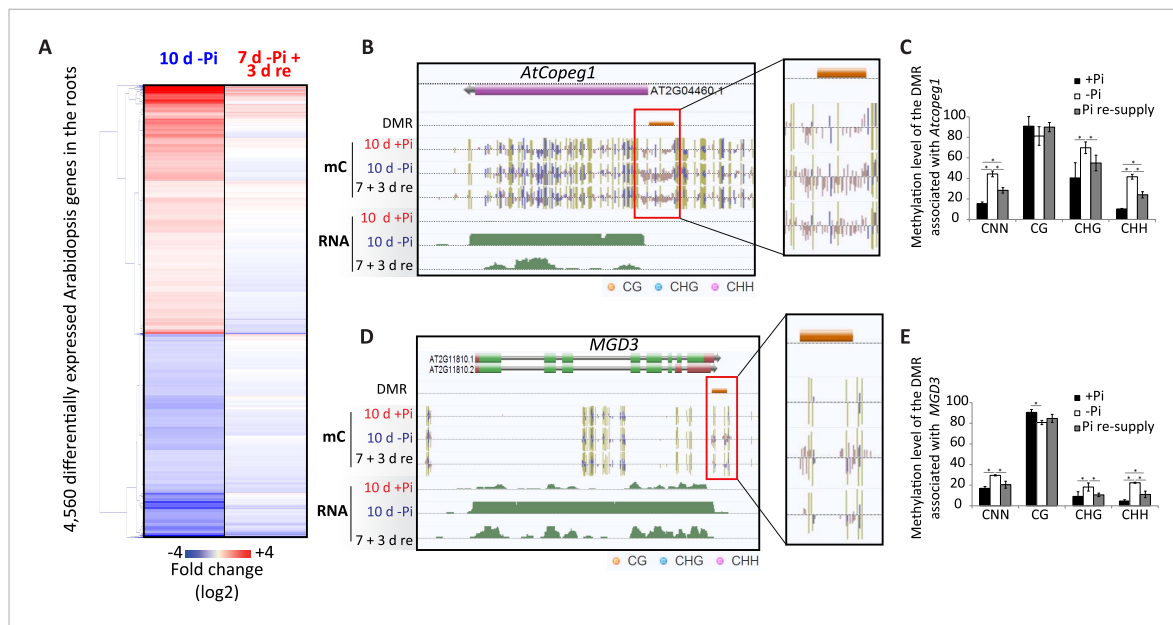 A
10 d -Pi
7 d -Pi +
3 d re
4,560 differentially expressed Arabidopsis genes in the roots
-4
+4
Fold change
(log2)
B
AtCopeg1
AT2G04460.1
DMR
mC
10 d +Pi
10 d -Pi
7 + 3 d re
RNA
10 d +Pi
10 d -Pi
7 + 3 d re
CG
CHG
CHH
C
Methylation level of the DMR
associated with Atcopeg1
+Pi
-Pi
Pi re-supply
100
80
60
40
20
0
* * *
* *
* * *
CNN
CG
CHG
CHH
D
MGD3
AT2G11810.1
AT2G11810.2
DMR
mC
10 d +Pi
10 d -Pi
7 + 3 d re
RNA
10 d +Pi
10 d -Pi
7 + 3 d re
CG
CHG
CHH
E
Methylation level of the DMR
associated with MGD3
+Pi
-Pi
Pi re-supply
100
80
60
40
20
0
* *
*
* *
* * *
CNN
CG
CHG
CHH